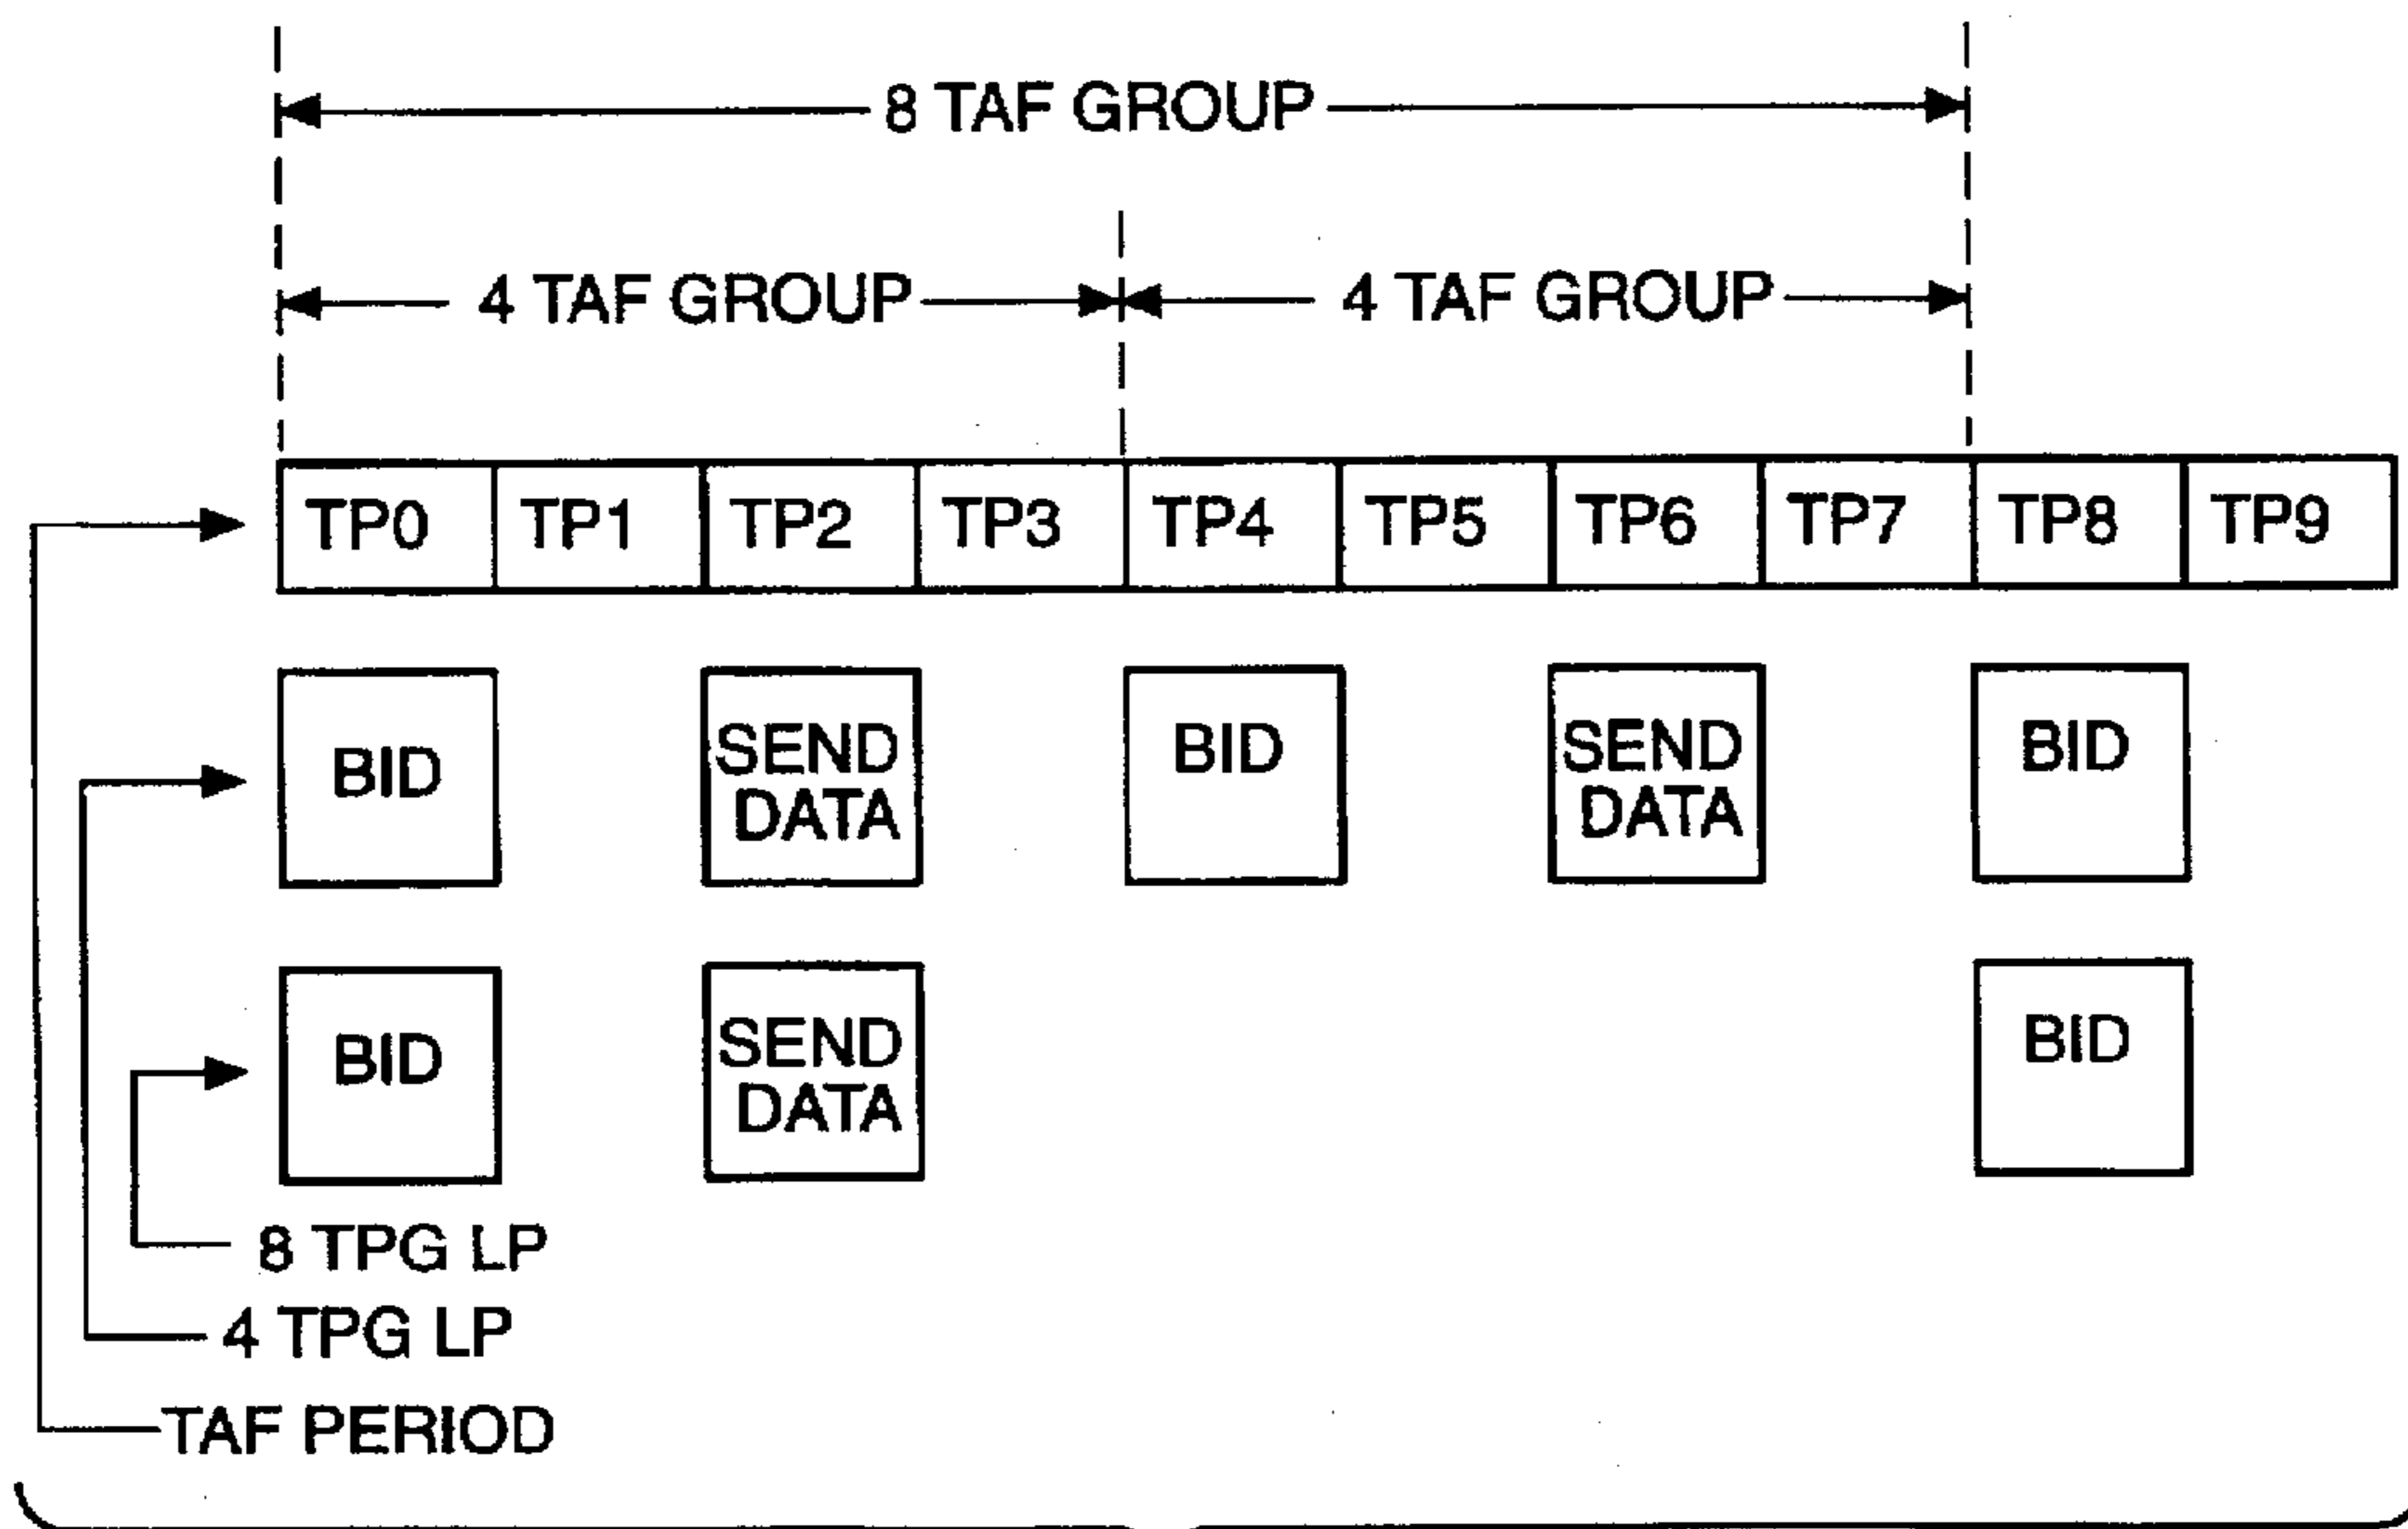 8 TAF GROUP
4 TAF GROUP 4 TAF GROUP
TP0 TP1 TP2 TP3 TP4 TP5 TP6 TP7 TP8 TP9
BID SEND DATA BID SEND DATA BID
BID SEND DATA BID
8 TPG LP
4 TPG LP
TAF PERIOD